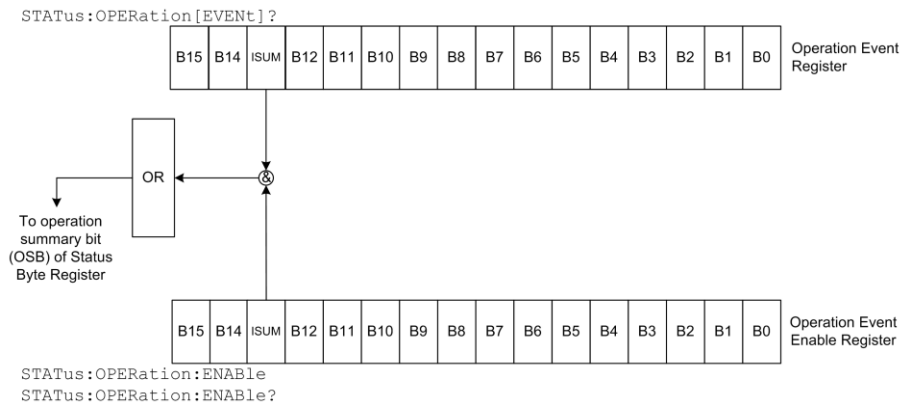 STATus:OPERation[EVENt]?
B15 B14 ISUM B12 B11 B10 B9 B8 B7 B6 B5 B4 B3 B2 B1 B0
Operation Event
Register
OR
&
To operation
summary bit
(OSB) of Status
Byte Register
B15 B14 ISUM B12 B11 B10 B9 B8 B7 B6 B5 B4 B3 B2 B1 B0
Operation Event
Enable Register
STATus:OPERation:ENABle
STATus:OPERation:ENABle?